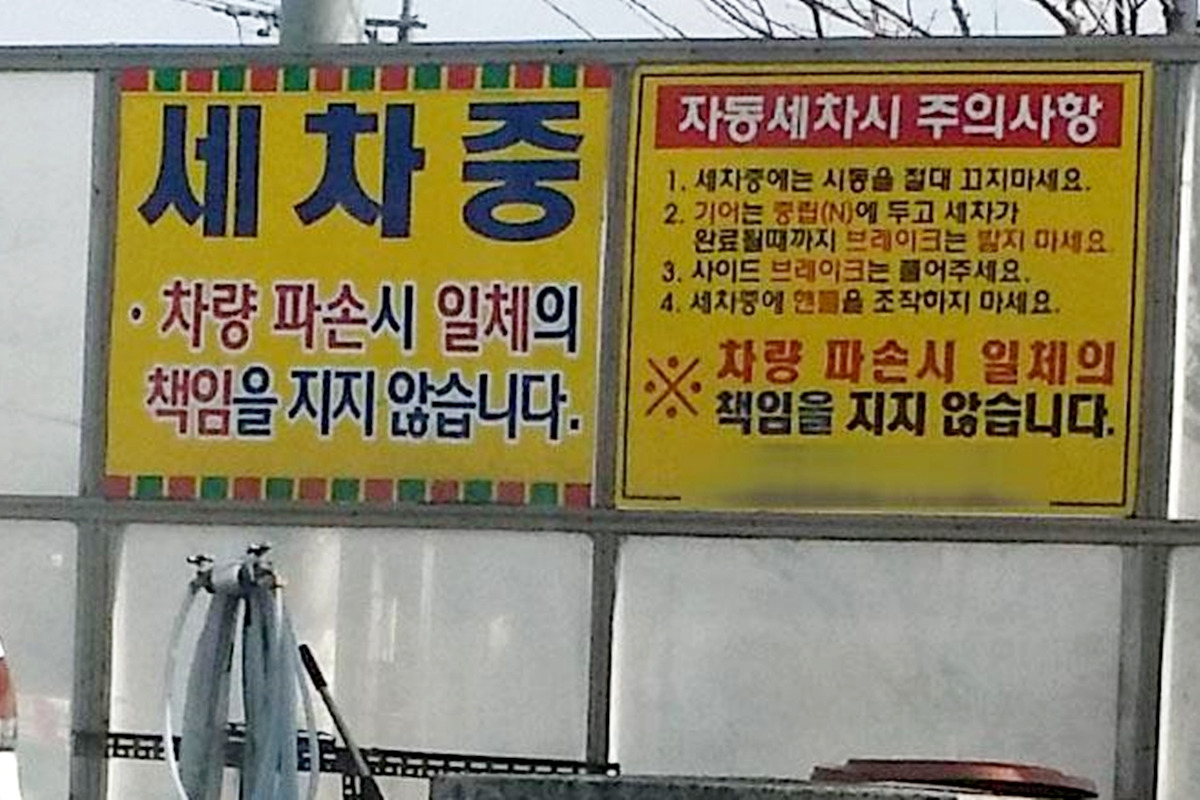 세차중
· 차량 파손시 일체의
책임을 지지 않습니다.
자동세차시 주의사항
1. 세차중에는 시동을 절대 끄지마세요.
2. 기어는 중립(N)에 두고 세차가
완료될때까지 브레이크는 밟지 마세요.
3. 사이드 브레이크는 풀어주세요.
4. 세차중에 핸들을 조작하지 마세요.
※ 차량 파손시 일체의
책임을 지지 않습니다.